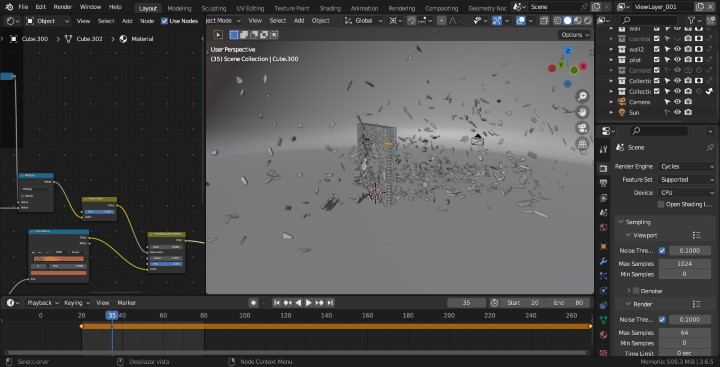 File Edit Render Window Help Layout Modeling Sculpting UV Editing Texture Paint Shading Animation Rendering Compositing Geometry Noc Scene ViewLayer_001
Object View Select Add Node Use Nodes
ject Mode View Select Add Object Global
Cube.300 Cube.302 Material
Options
User Perspective
(35) Scene Collection | Cube.300
wall
wall2
pilot
Collecti
Collecti
Camera
Sun
Scene
Render Engine Cycles
Feature Set Supported
Device CPU
Open Shading L...
Sampling
Viewport
Noise Thre... 0.1000
Max Samples 1024
Min Samples 0
Denoise
Render
Noise Thre... 0.1000
Max Samples 64
Min Samples 0
Time Limit 0 sec
Playback Keying View Marker 35 Start 20 End 80
0 20 35 40 60 80 100 120 140 160 180 200 220 240 260
Seleccionar Desplazar vista Node Context Menu Memoria: 508.3 MiB | 3.6.5